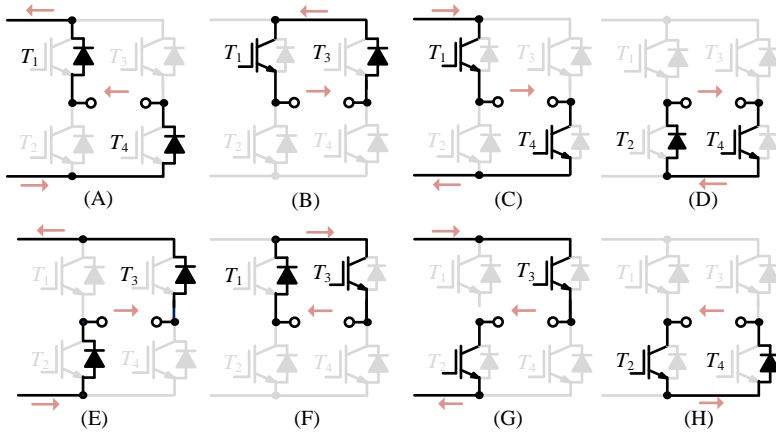 T1 T3 T1 T3 T1 T3 T1 T3
T2 T4 T2 T4 T2 T4 T2 T4
(A) (B) (C) (D)
T1 T3 T1 T3 T1 T3 T1 T3
T2 T4 T2 T4 T2 T4 T2 T4
(E) (F) (G) (H)